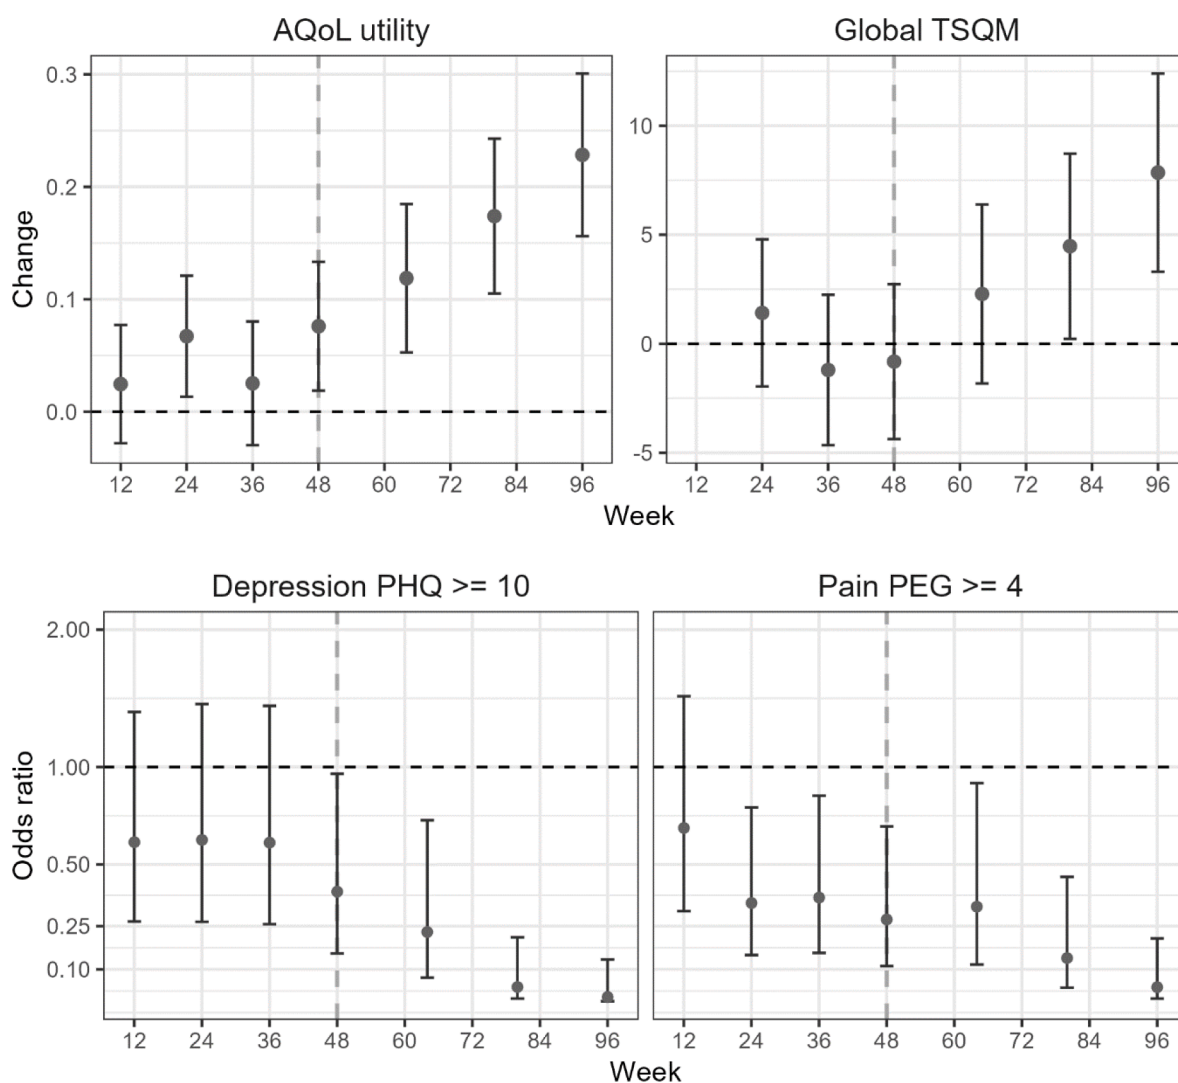 AQoL utility
Global TSQM
Change
0.3
0.2
0.1
0.0
10
5
0
-5
12 24 36 48 60 72 84 96
12 24 36 48 60 72 84 96
Week
Depression PHQ >= 10
Pain PEG >= 4
Odds ratio
2.00
1.00
0.50
0.25
0.10
12 24 36 48 60 72 84 96
12 24 36 48 60 72 84 96
Week